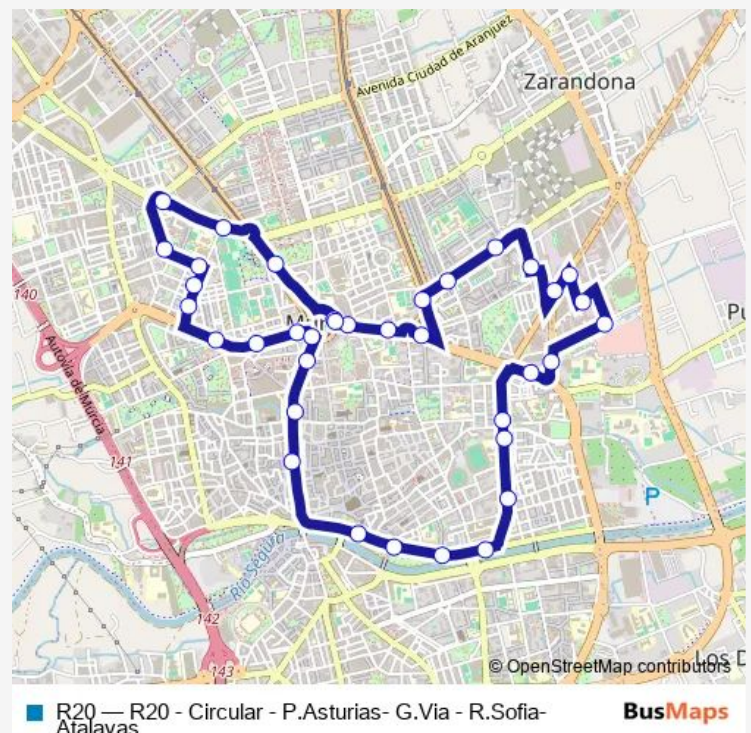 Avenida Ciudad de Aranjuez
Zarandona
140
Autovía de Murcia
Mur
Pu
141
P
Río Segura
142
143
Los D
© OpenStreetMap contributors
R20 — R20 - Circular - P.Asturias- G.Via - R.Sofia-
Atalayas
BusMaps